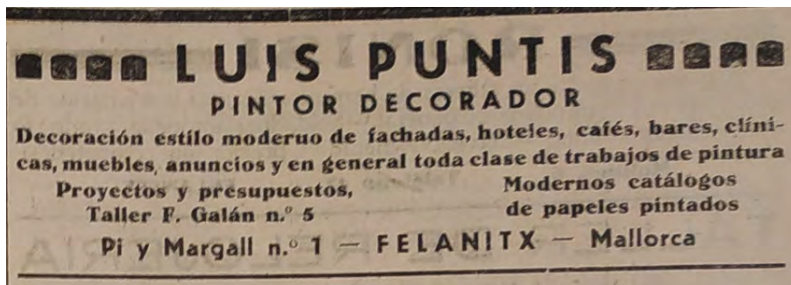 LUIS PUNTIS
PINTOR DECORADOR
Decoración estilo moderuo de fachadas, hoteles, cafés, bares, clíni-
cas, muebles, anuncios y en general toda clase de trabajos de pintura
Proyectos y presupuestos,
Taller F. Galán n.º 5
Modernos catálogos
de papeles pintados
Pi y Margall n.º 1 — FELANITX — Mallorca